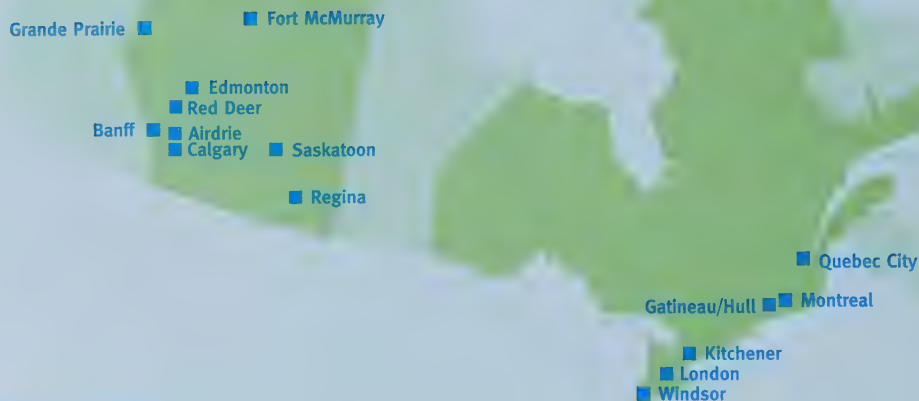 Fort McMurray
Grande Prairie
Edmonton
Red Deer
Banff
Airdrie
Calgary
Saskatoon
Regina
Quebec City
Montreal
Gatineau/Hull
Kitchener
London
Windsor